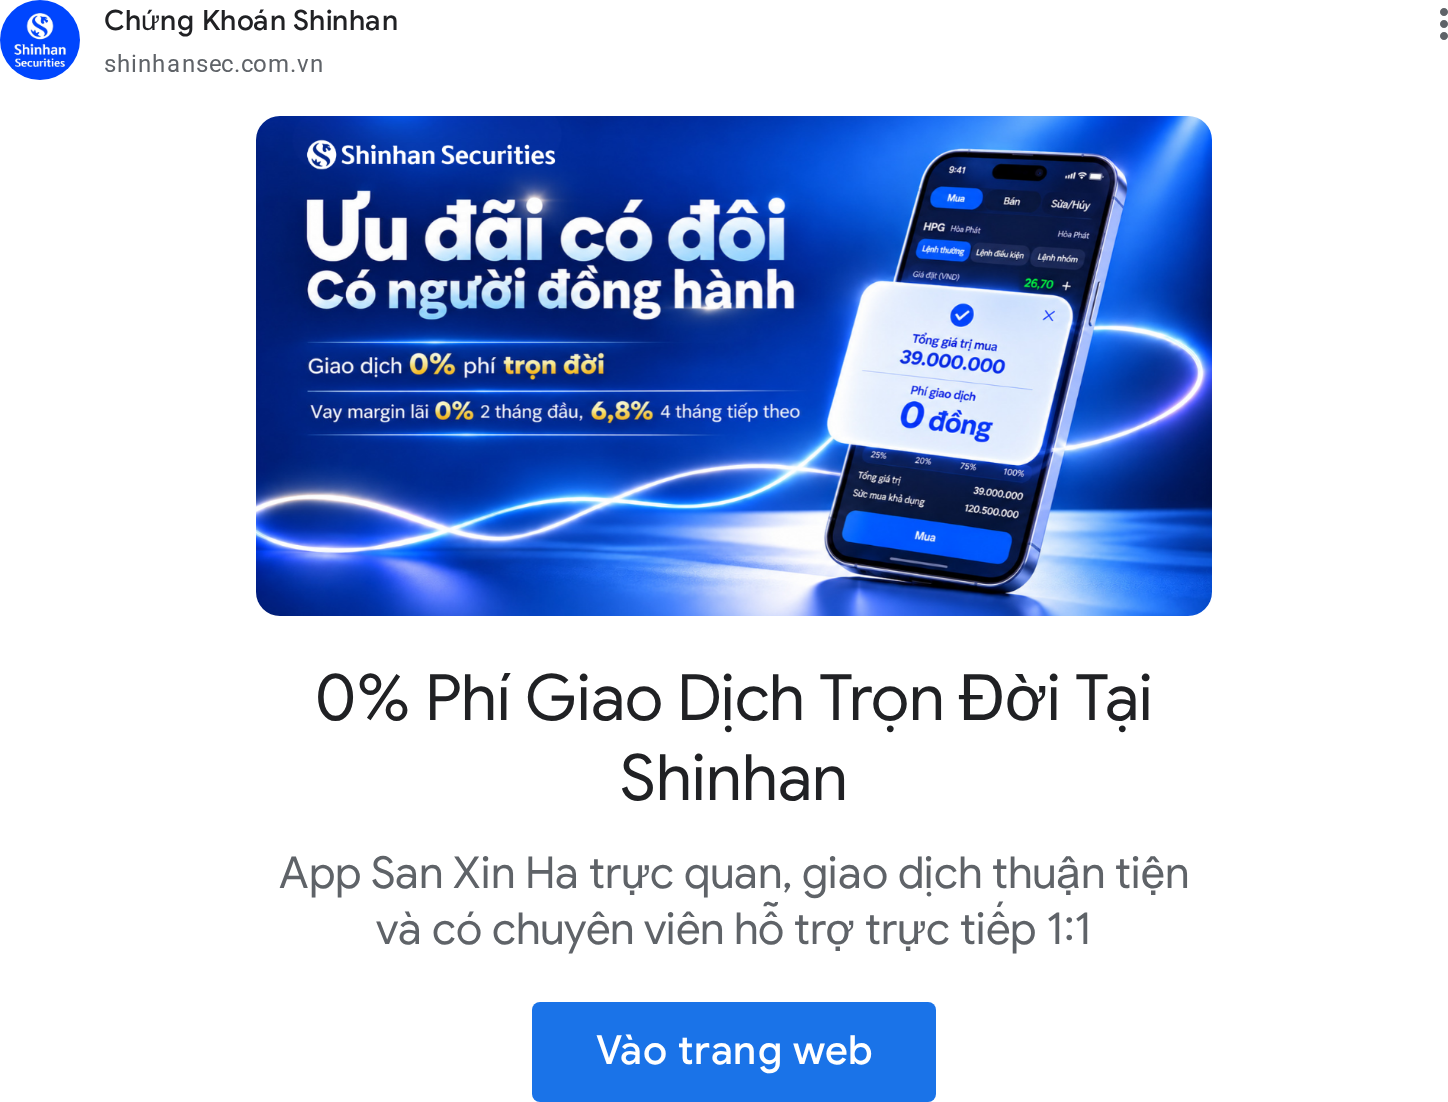 Shinhan
Securities
Chứng Khoán Shinhan
shinhansec.com.vn
Shinhan Securities
Ưu đãi có đôi
Có người đồng hành
Giao dịch 0% phí trọn đời
Vay margin lãi 0% 2 tháng đầu, 6,8% 4 tháng tiếp theo
9:41
Mua Bán Sửa/Hủy
HPG Hòa Phát Hòa Phát
Lệnh thường Lệnh điều kiện Lệnh nhóm
Giá đặt (VND) 26,70 +
Tổng giá trị mua
39.000.000
Phí giao dịch
0 đồng
25% 20% 75% 100%
Tổng giá trị 39.000.000
Sức mua khả dụng 120.500.000
Mua
0% Phí Giao Dịch Trọn Đời Tại
Shinhan
App San Xin Ha trực quan, giao dịch thuận tiện
và có chuyên viên hỗ trợ trực tiếp 1:1
Vào trang web